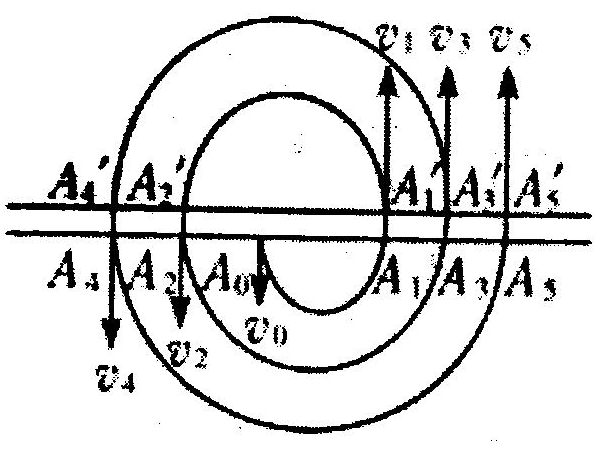 v₁ v₃ v₅
A₄′ A₂′ A₁′ A₃′ A₅′
A₄ A₂ A₀ A₁ A₃ A₅
v₄ v₂ v₀